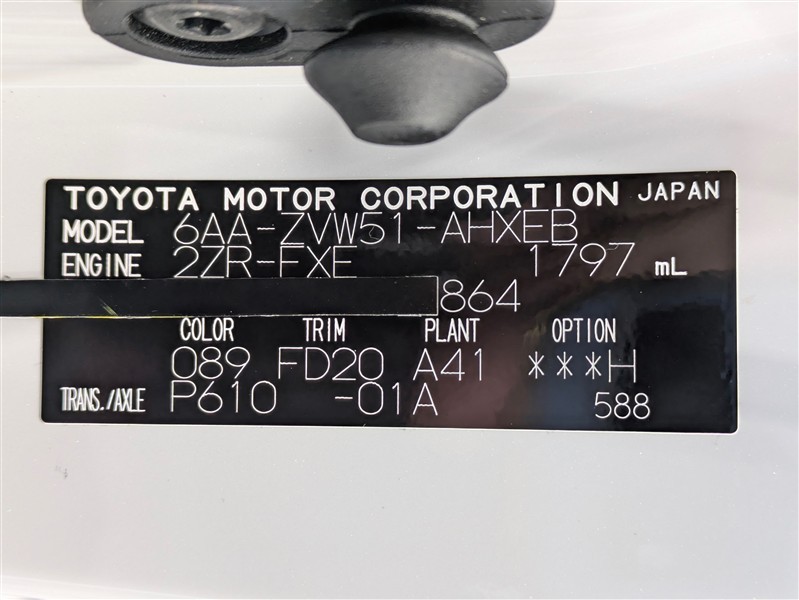 TOYOTA MOTOR CORPORATION JAPAN
MODEL 6AA-ZVW51-AHXEB
ENGINE 2ZR-FXE 1797 mL
864
COLOR TRIM PLANT OPTION
089 FD20 A41 ***H
TRANS./AXLE P610 -01A 588